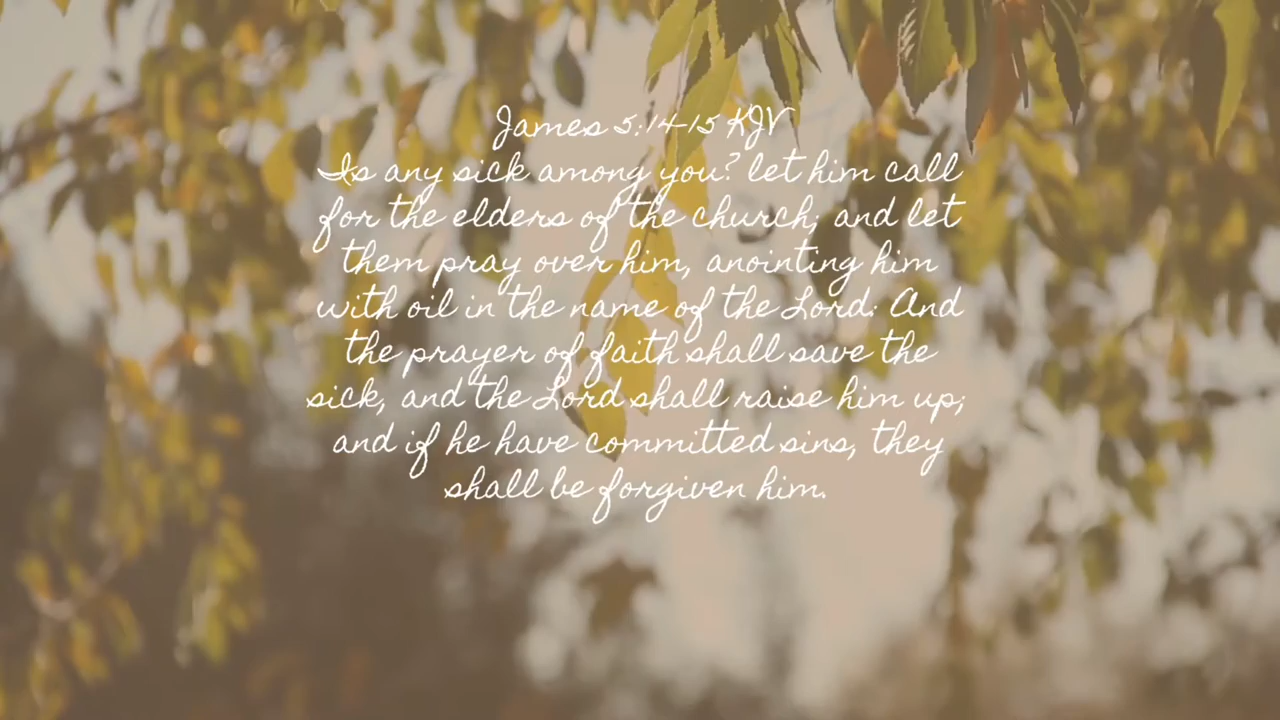 James 5:14-15 KJV
Is any sick among you? let him call
for the elders of the church; and let
them pray over him, anointing him
with oil in the name of the Lord: And
the prayer of faith shall save the
sick, and the Lord shall raise him up;
and if he have committed sins, they
shall be forgiven him.